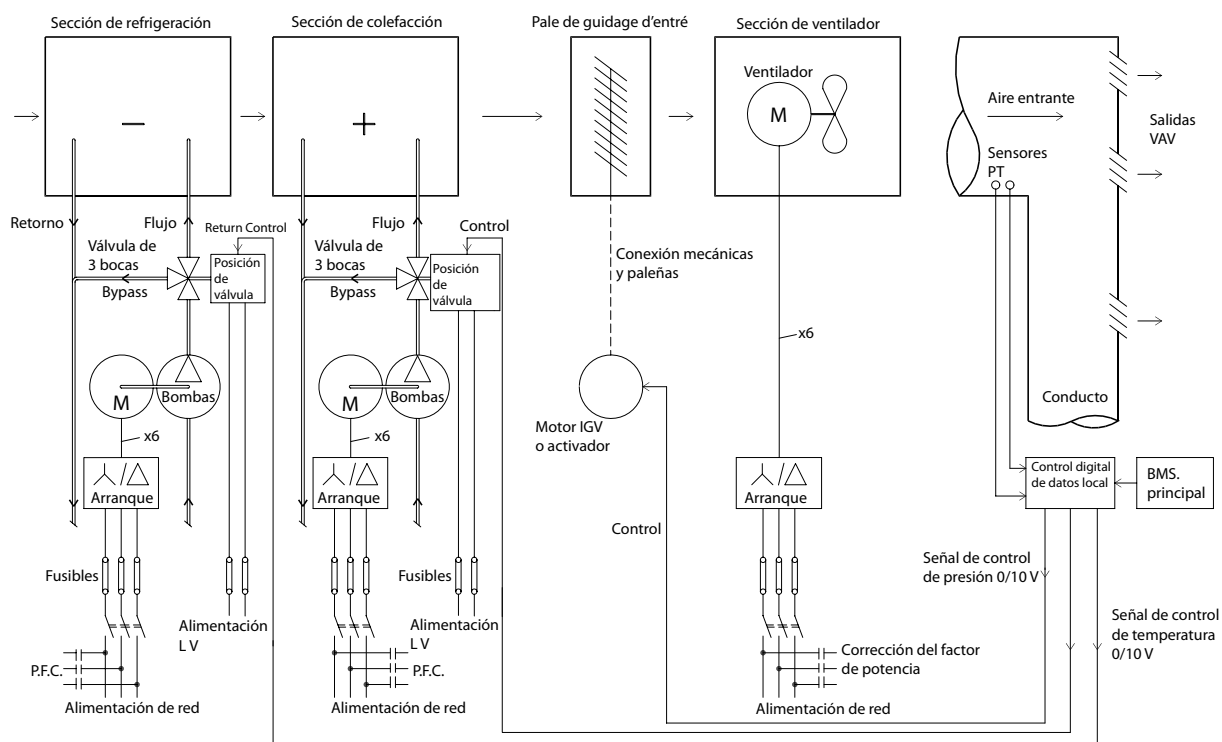 Sección de refrigeración
Sección de colefacción
Pale de guidage d'entré
Sección de ventilador
Ventilador
M
Aire entrante
Salidas
VAV
Sensores
PT
−
+
Retorno
Flujo
Return Control
Válvula de
3 bocas
Bypass
Posición
de
válvula
Flujo
Control
Válvula de
3 bocas
Bypass
Posición
de
válvula
Conexión mecánicas
y paleñas
x6
M
Bombas
M
Bombas
Motor IGV
o activador
Conducto
x6
x6
Arranque
Arranque
Arranque
Control digital
de datos local
BMS.
principal
Control
Fusibles
Fusibles
Señal de control
de presión 0/10 V
Alimentación
L V
Alimentación
L V
Señal de control
de temperatura
0/10 V
P.F.C.
Corrección del factor
de potencia
Alimentación de red
Alimentación de red
Alimentación de red